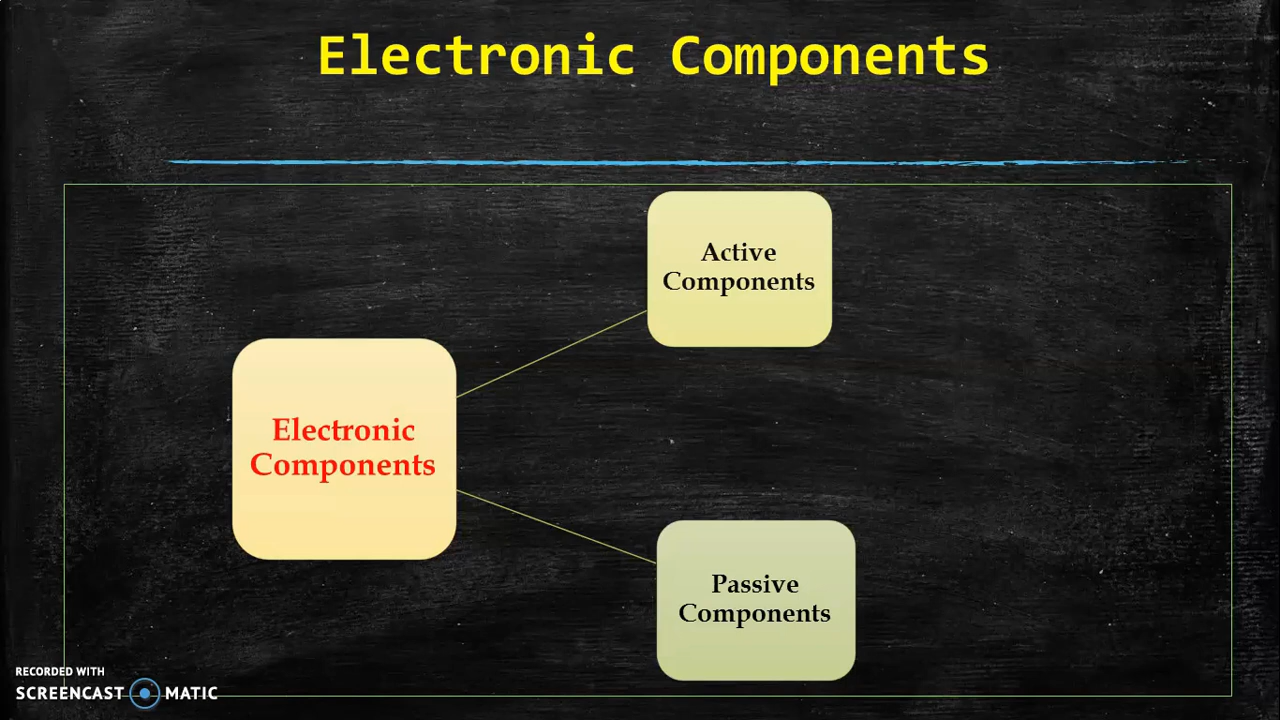 Electronic Components
Active
Components
Electronic
Components
Passive
Components
RECORDED WITH
SCREENCAST MATIC